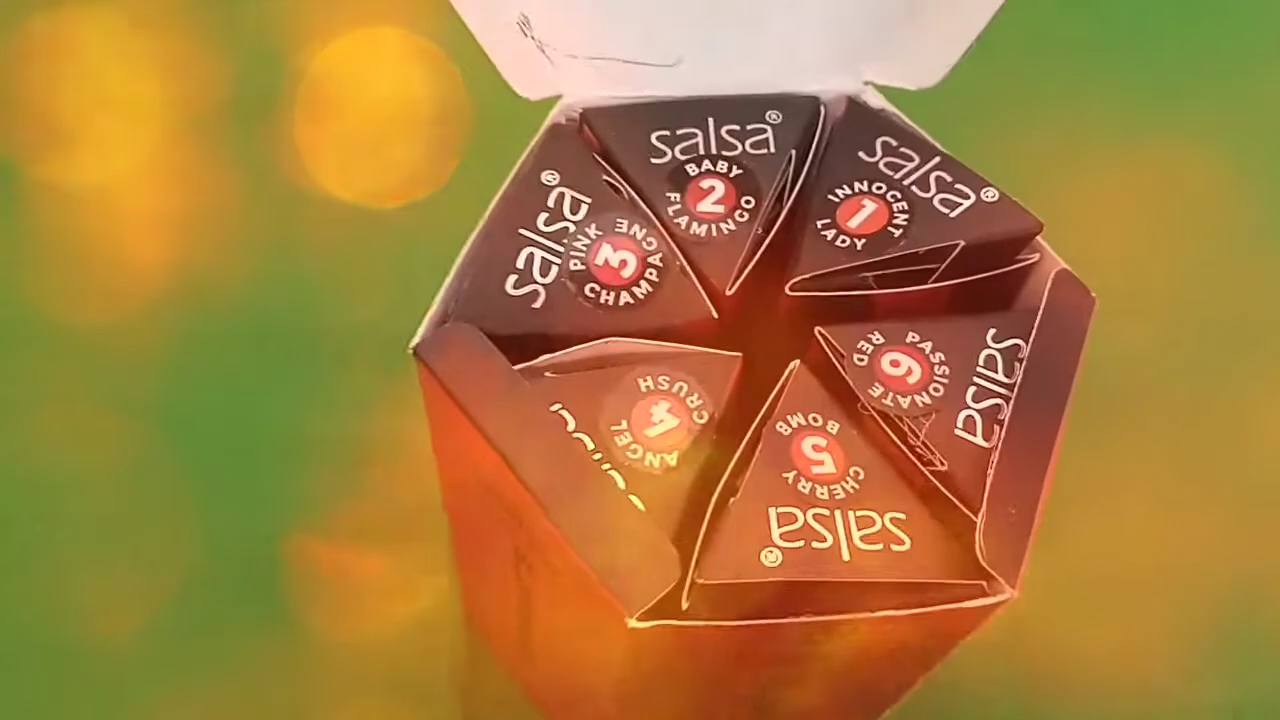 salsa®
INNOCENT LADY
1
salsa®
BABY FLAMINGO
2
salsa®
PINK CHAMPAGNE
3
ANGEL CRUSH
4
salsa®
CHERRY BOMB
5
salsa
PASSIONATE RED
6